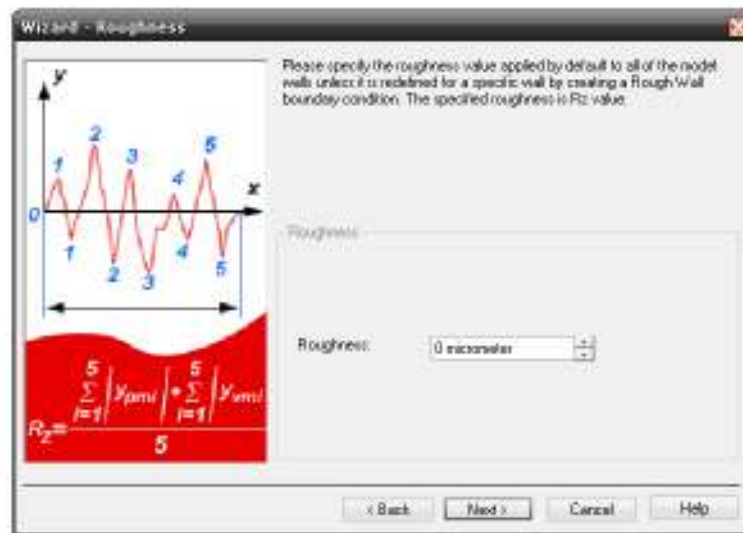 Wizard - Roughness
Please specify the roughness value applied by default to all of the model
walls unless it is redefined for a specific wall by creating a Rough Wall
boundary condition. The specified roughness is Rz value.
y
x
0
1 2 3 4 5
1 2 3 4 5
Roughness
Roughness: 0 micrometer
5 5
Σ |ypmi| + Σ |yvmi
i=1 i=1
Rz=
5
< Back Next > Cancel Help